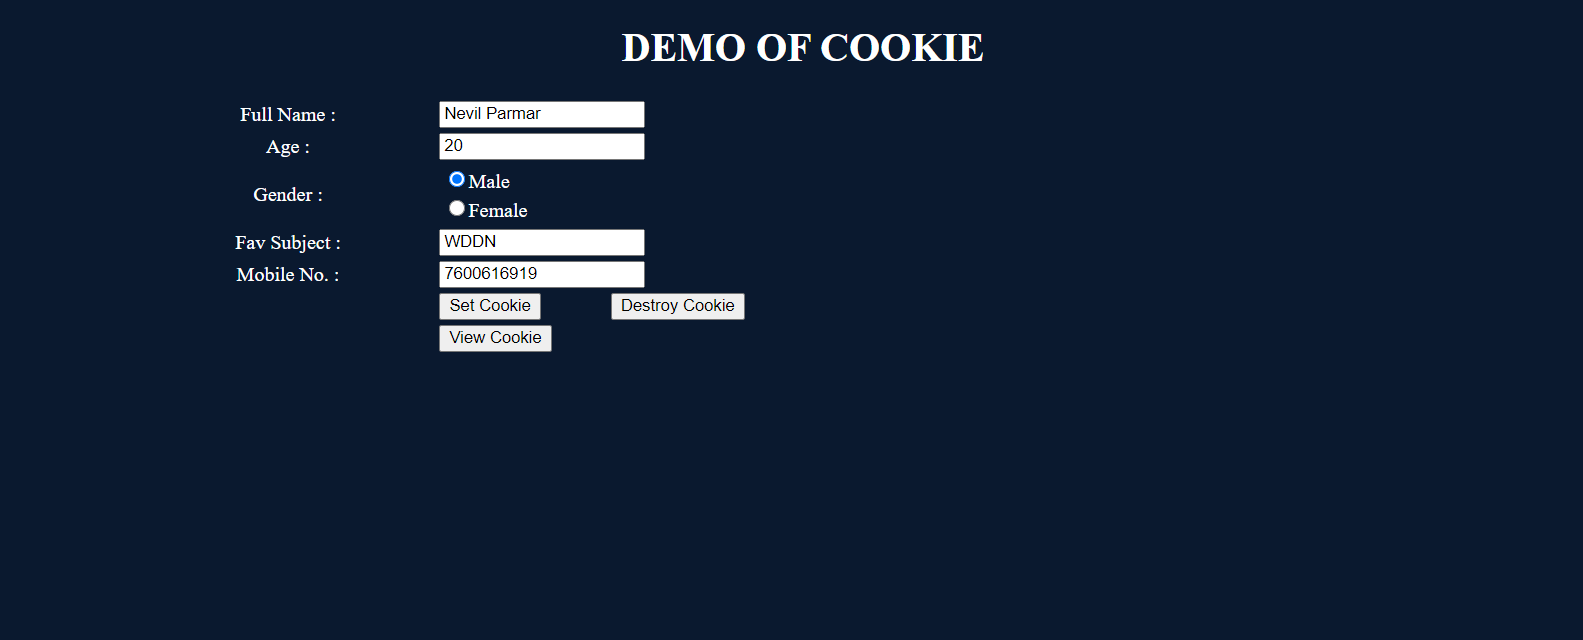 DEMO OF COOKIE
Full Name : Nevil Parmar
Age : 20
Gender : Male
Female
Fav Subject : WDDN
Mobile No. : 7600616919
Set Cookie Destroy Cookie
View Cookie